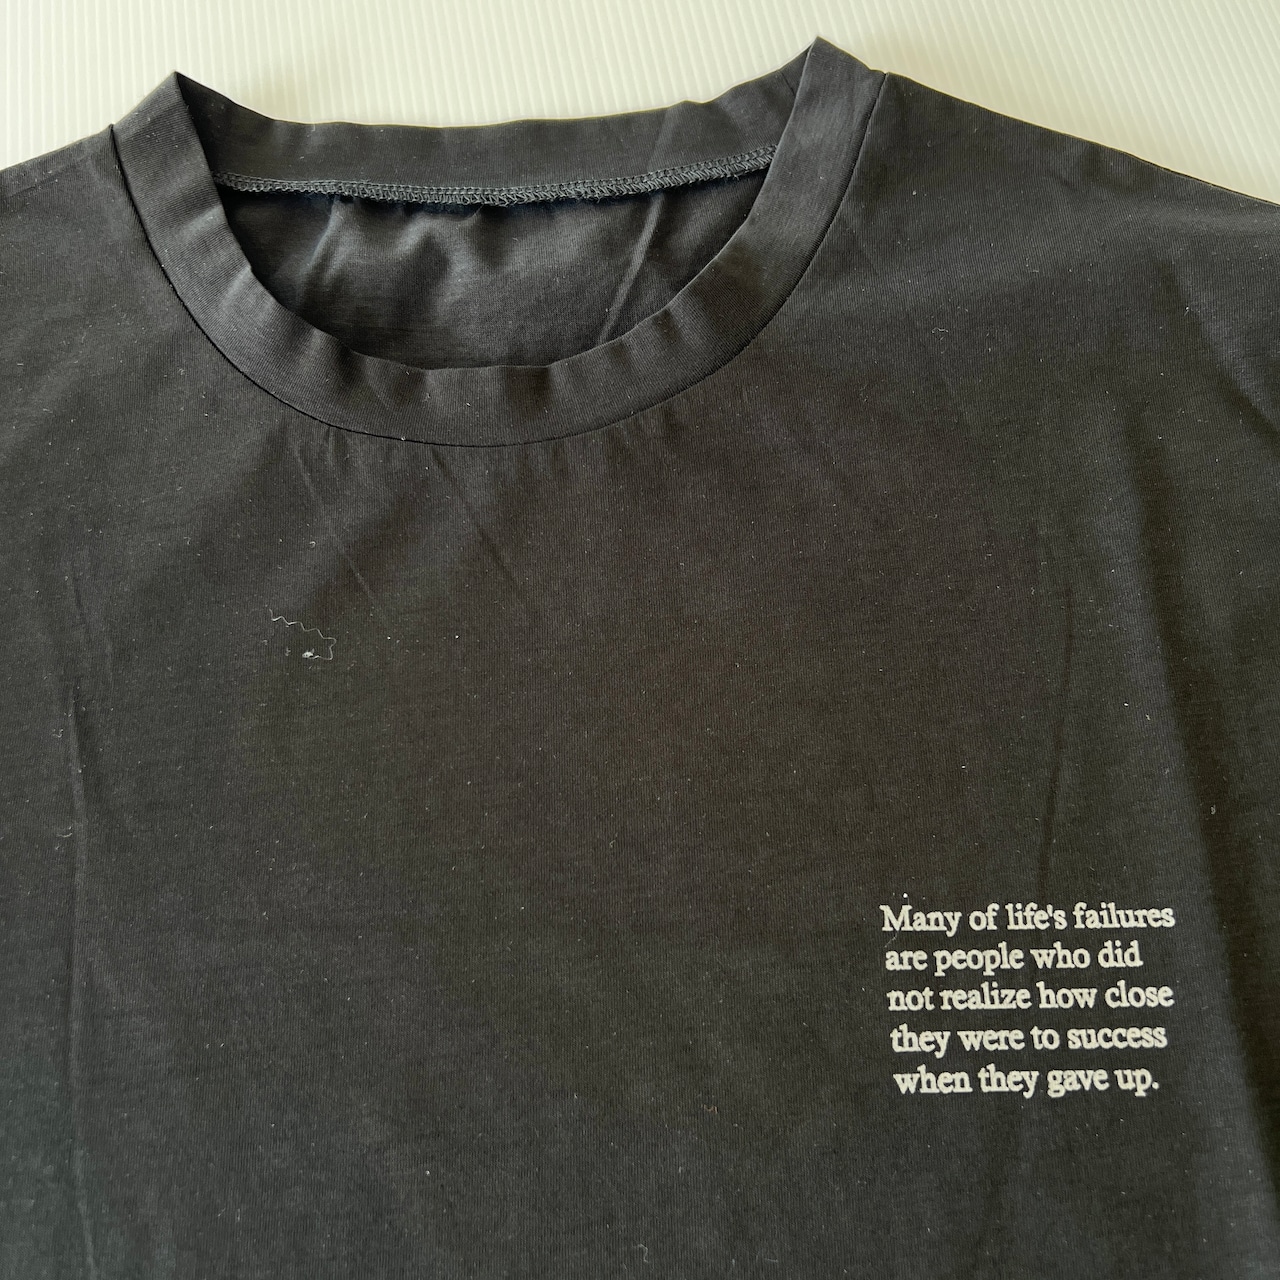 Many of life's failures
are people who did
not realize how close
they were to success
when they gave up.